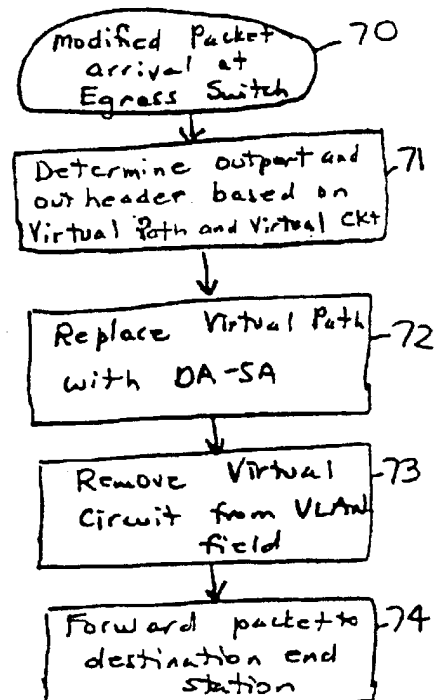 Modified Packet
arrival at
Egress Switch
70
Determine outport and
out header based on
Virtual Path and Virtual Ckt
71
Replace Virtual Path
with DA-SA
72
Remove Virtual
Circuit from VLAN
field
73
Forward packet to
destination end
station
74